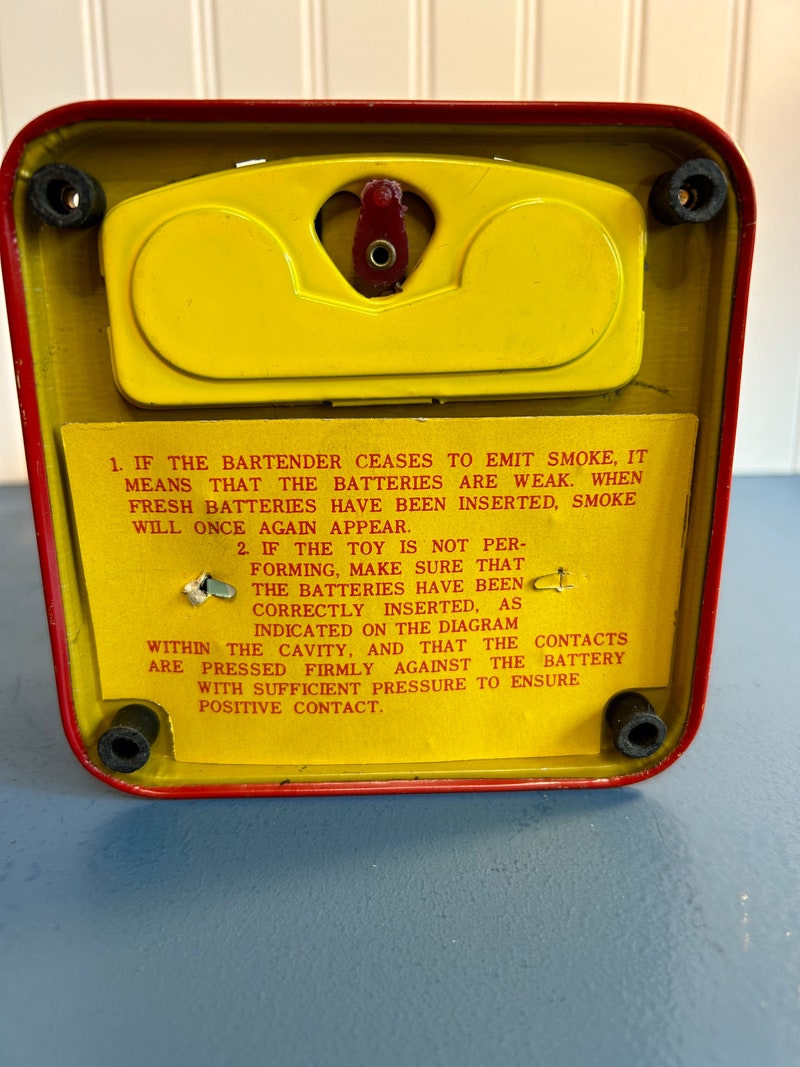 1. IF THE BARTENDER CEASES TO EMIT SMOKE, IT
MEANS THAT THE BATTERIES ARE WEAK. WHEN
FRESH BATTERIES HAVE BEEN INSERTED, SMOKE
WILL ONCE AGAIN APPEAR.
2. IF THE TOY IS NOT PER-
FORMING, MAKE SURE THAT
THE BATTERIES HAVE BEEN
CORRECTLY INSERTED, AS
INDICATED ON THE DIAGRAM
WITHIN THE CAVITY, AND THAT THE CONTACTS
ARE PRESSED FIRMLY AGAINST THE BATTERY
WITH SUFFICIENT PRESSURE TO ENSURE
POSITIVE CONTACT.